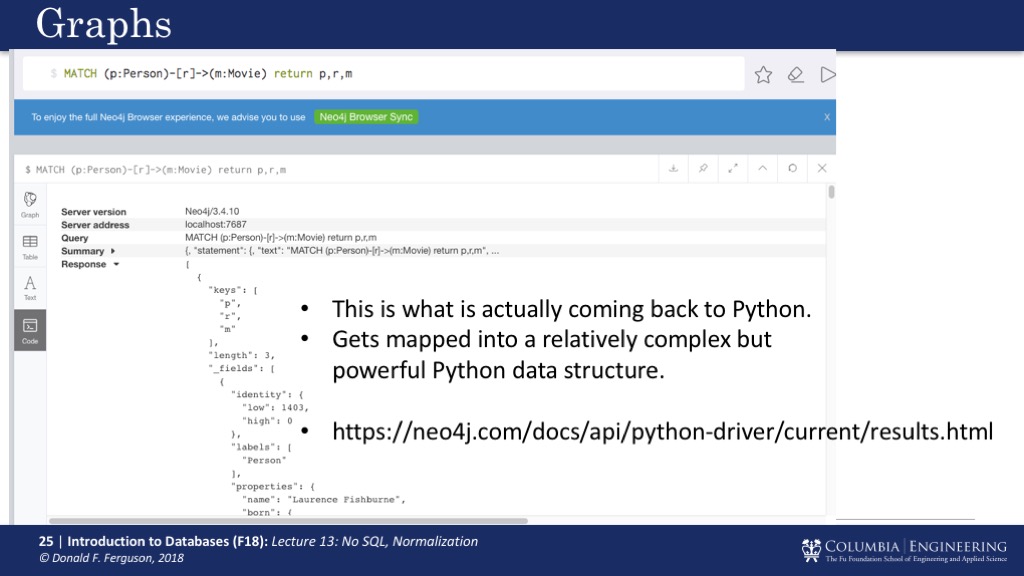 Graphs
$ MATCH (p:Person)-[r]->(m:Movie) return p,r,m
To enjoy the full Neo4j Browser experience, we advise you to use Neo4j Browser Sync X
$ MATCH (p:Person)-[r]->(m:Movie) return p,r,m
Graph
Table
A
Text
Code
Server version Neo4j/3.4.10
Server address localhost:7687
Query MATCH (p:Person)-[r]->(m:Movie) return p,r,m
Summary {, "statement": {, "text": "MATCH (p:Person)-[r]->(m:Movie) return p,r,m", ...
Response [
{
"keys": [
"p",
"r",
"m"
],
"length": 3,
"_fields": [
{
"identity": {
"low": 1403,
"high": 0
},
"labels": [
"Person"
],
"properties": {
"name": "Laurence Fishburne",
"born": {
• This is what is actually coming back to Python.
• Gets mapped into a relatively complex but
powerful Python data structure.
• https://neo4j.com/docs/api/python-driver/current/results.html
25 | Introduction to Databases (F18): Lecture 13: No SQL, Normalization
© Donald F. Ferguson, 2018
COLUMBIA | ENGINEERING
The Fu Foundation School of Engineering and Applied Science